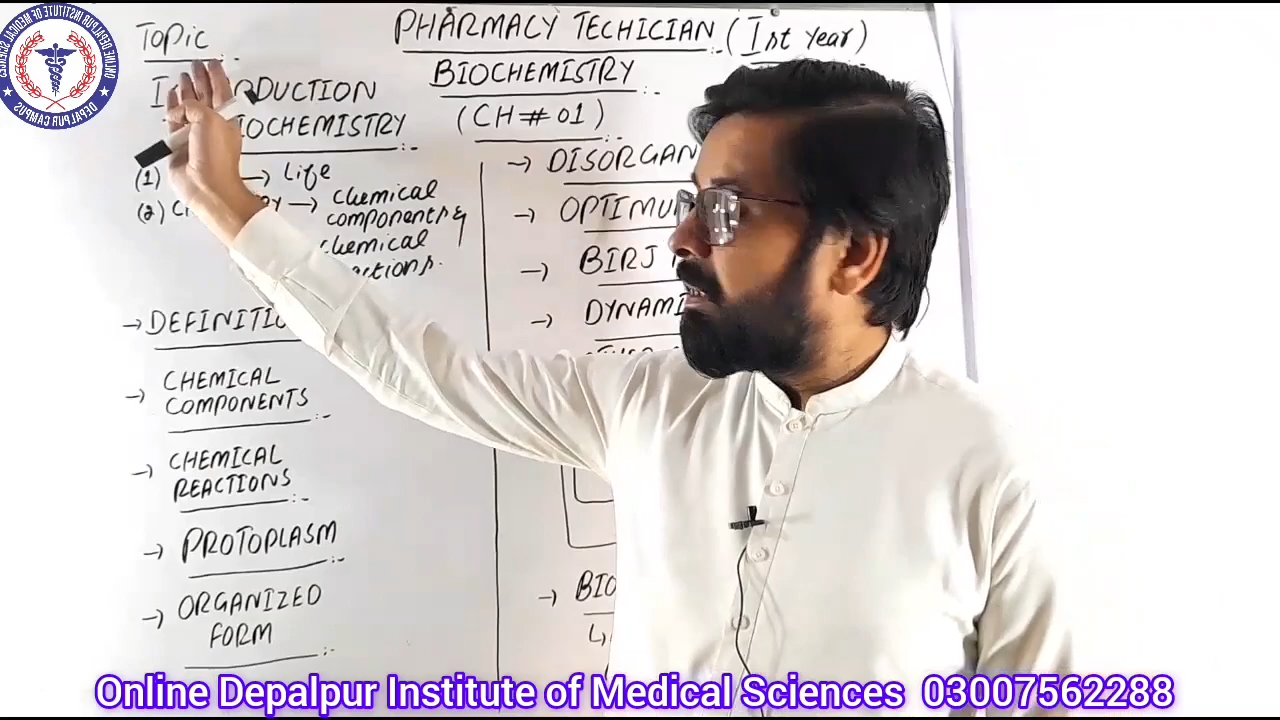 Topic
PHARMACY TECHICIAN (Ist year)
BIOCHEMISTRY
(CH # 01)
DUCTION
IOCHEMISTRY
(1) → Life
(2) → chemical
components &
chemical
→ DEFINITIO
→ CHEMICAL
COMPONENTS
→ CHEMICAL
REACTIONS
→ PROTOPLASM
→ ORGANIZED
FORM
→ DISORGAN
→ OPTIMU
→ BIRJ
→ DYNAMI
→ BIO
ONLINE DEPALPUR INSTITUTE OF MEDICAL SCIENCES
DEPALPUR CAMPUS
Online Depalpur Institute of Medical Sciences 03007562288